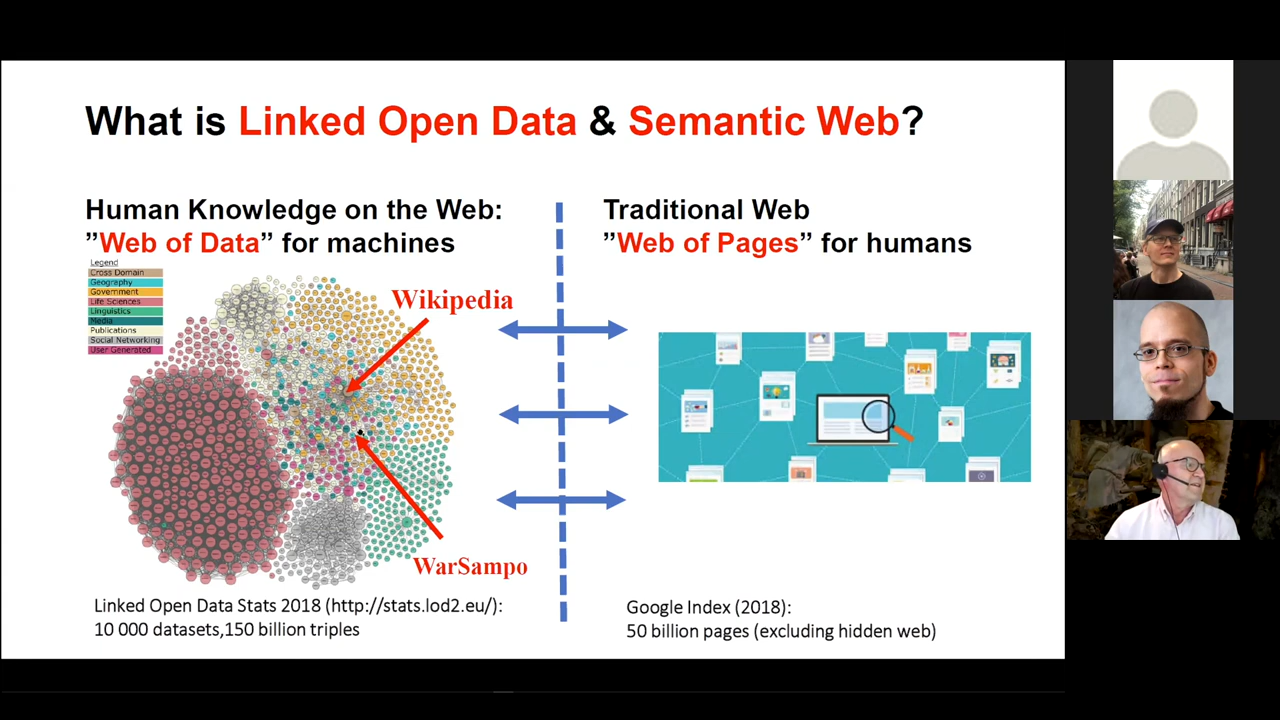 What is Linked Open Data & Semantic Web?
Human Knowledge on the Web:
”Web of Data” for machines
Legend
Cross Domain
Geography
Government
Life Sciences
Linguistics
Media
Publications
Social Networking
User Generated
Wikipedia
WarSampo
Linked Open Data Stats 2018 (http://stats.lod2.eu/):
10 000 datasets,150 billion triples
Traditional Web
”Web of Pages” for humans
Google Index (2018):
50 billion pages (excluding hidden web)